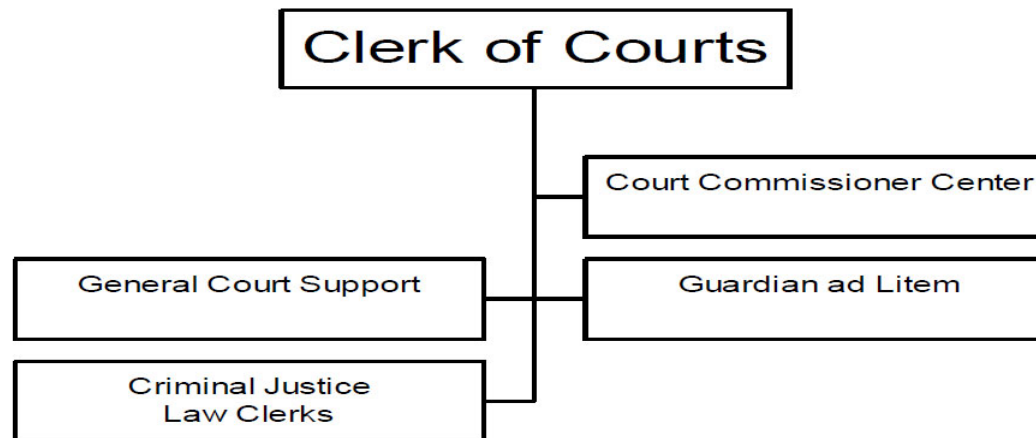 Clerk of Courts
Court Commissioner Center
General Court Support
Guardian ad Litem
Criminal Justice
Law Clerks